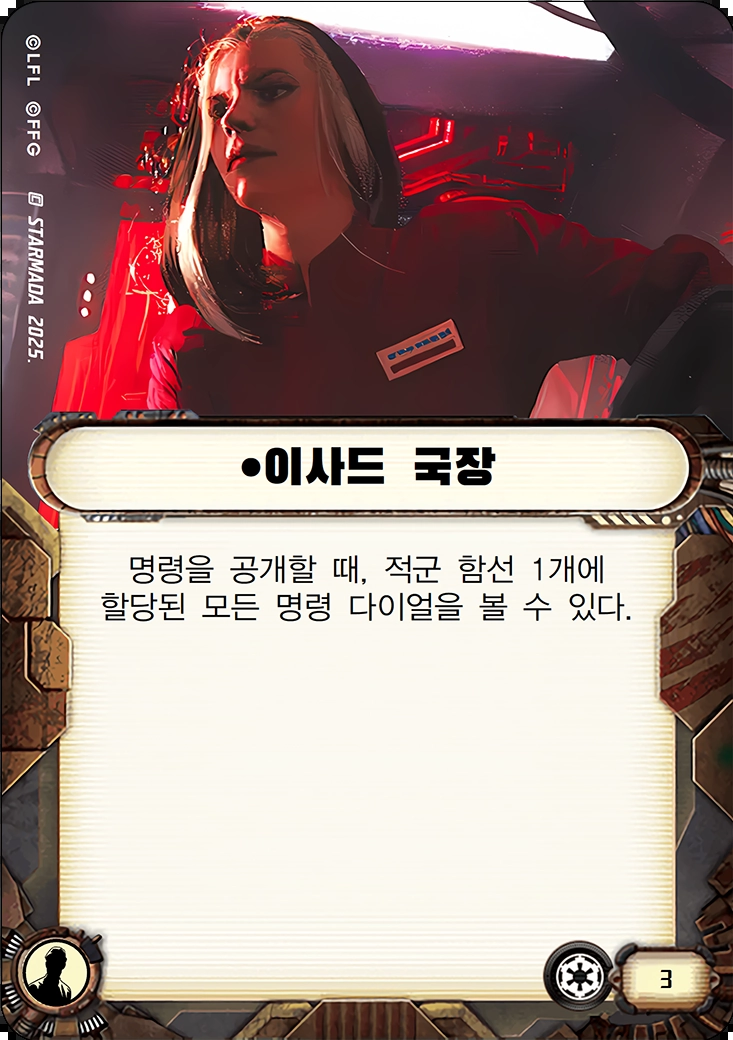 ©LFL ©FFG STARMADA 2025.
•이사드 국장
명령을 공개할 때, 적군 함선 1개에
할당된 모든 명령 다이얼을 볼 수 있다.
3